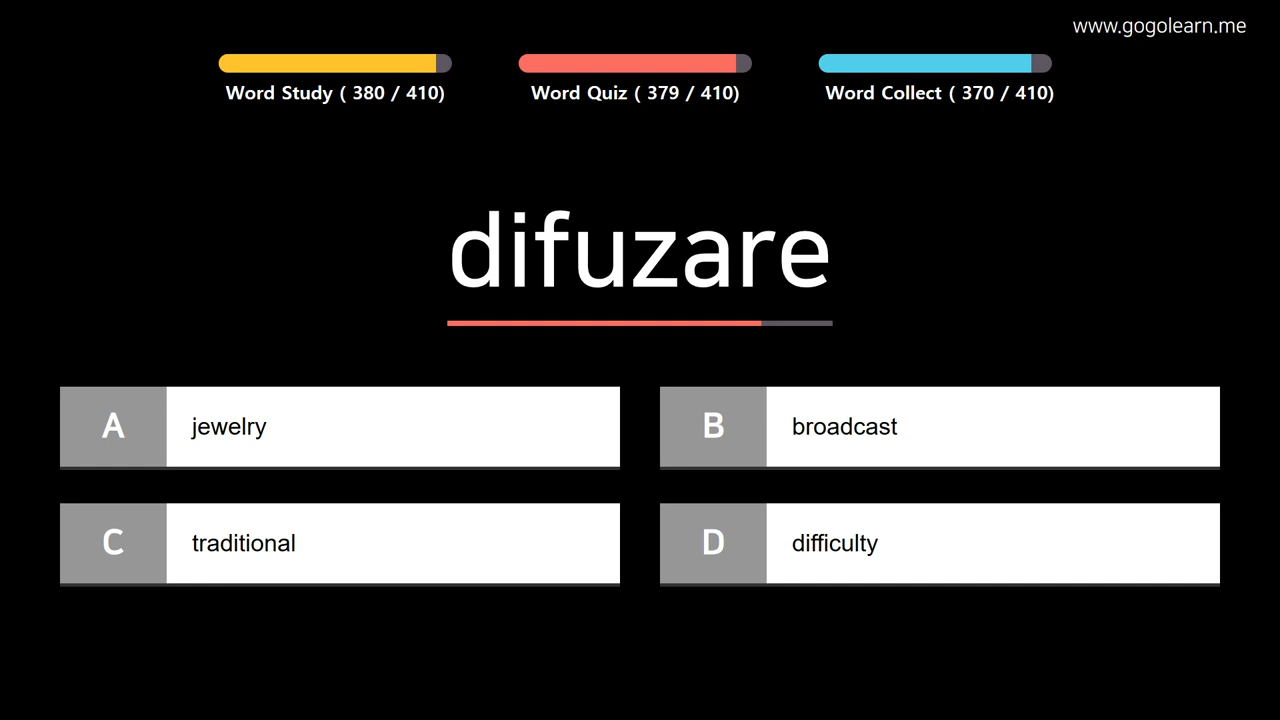 www.gogolearn.me
Word Study ( 380 / 410)
Word Quiz ( 379 / 410)
Word Collect ( 370 / 410)
difuzare
A jewelry
B broadcast
C traditional
D difficulty